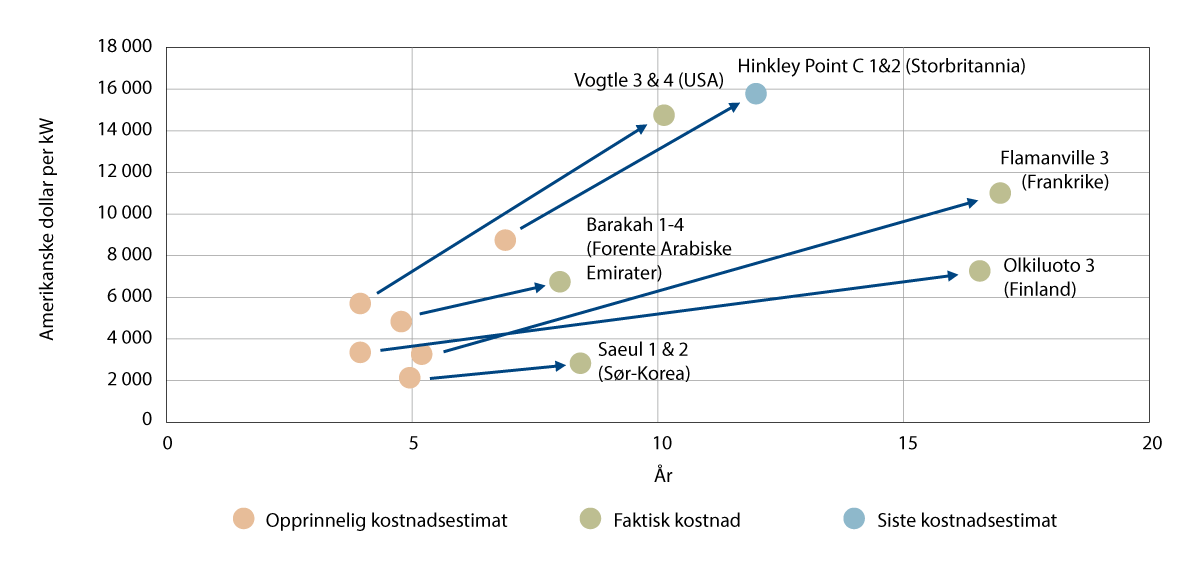 18 000
16 000
14 000
12 000
10 000
8 000
6 000
4 000
2 000
0
Amerikanske dollar per kW
Vogtle 3 & 4 (USA)
Hinkley Point C 1&2 (Storbritannia)
Flamanville 3
(Frankrike)
Barakah 1-4
(Forente Arabiske
Emirater)
Olkiluoto 3
(Finland)
Saeul 1 & 2
(Sør-Korea)
0
5
10
15
20
År
Opprinnelig kostnadsestimat
Faktisk kostnad
Siste kostnadsestimat